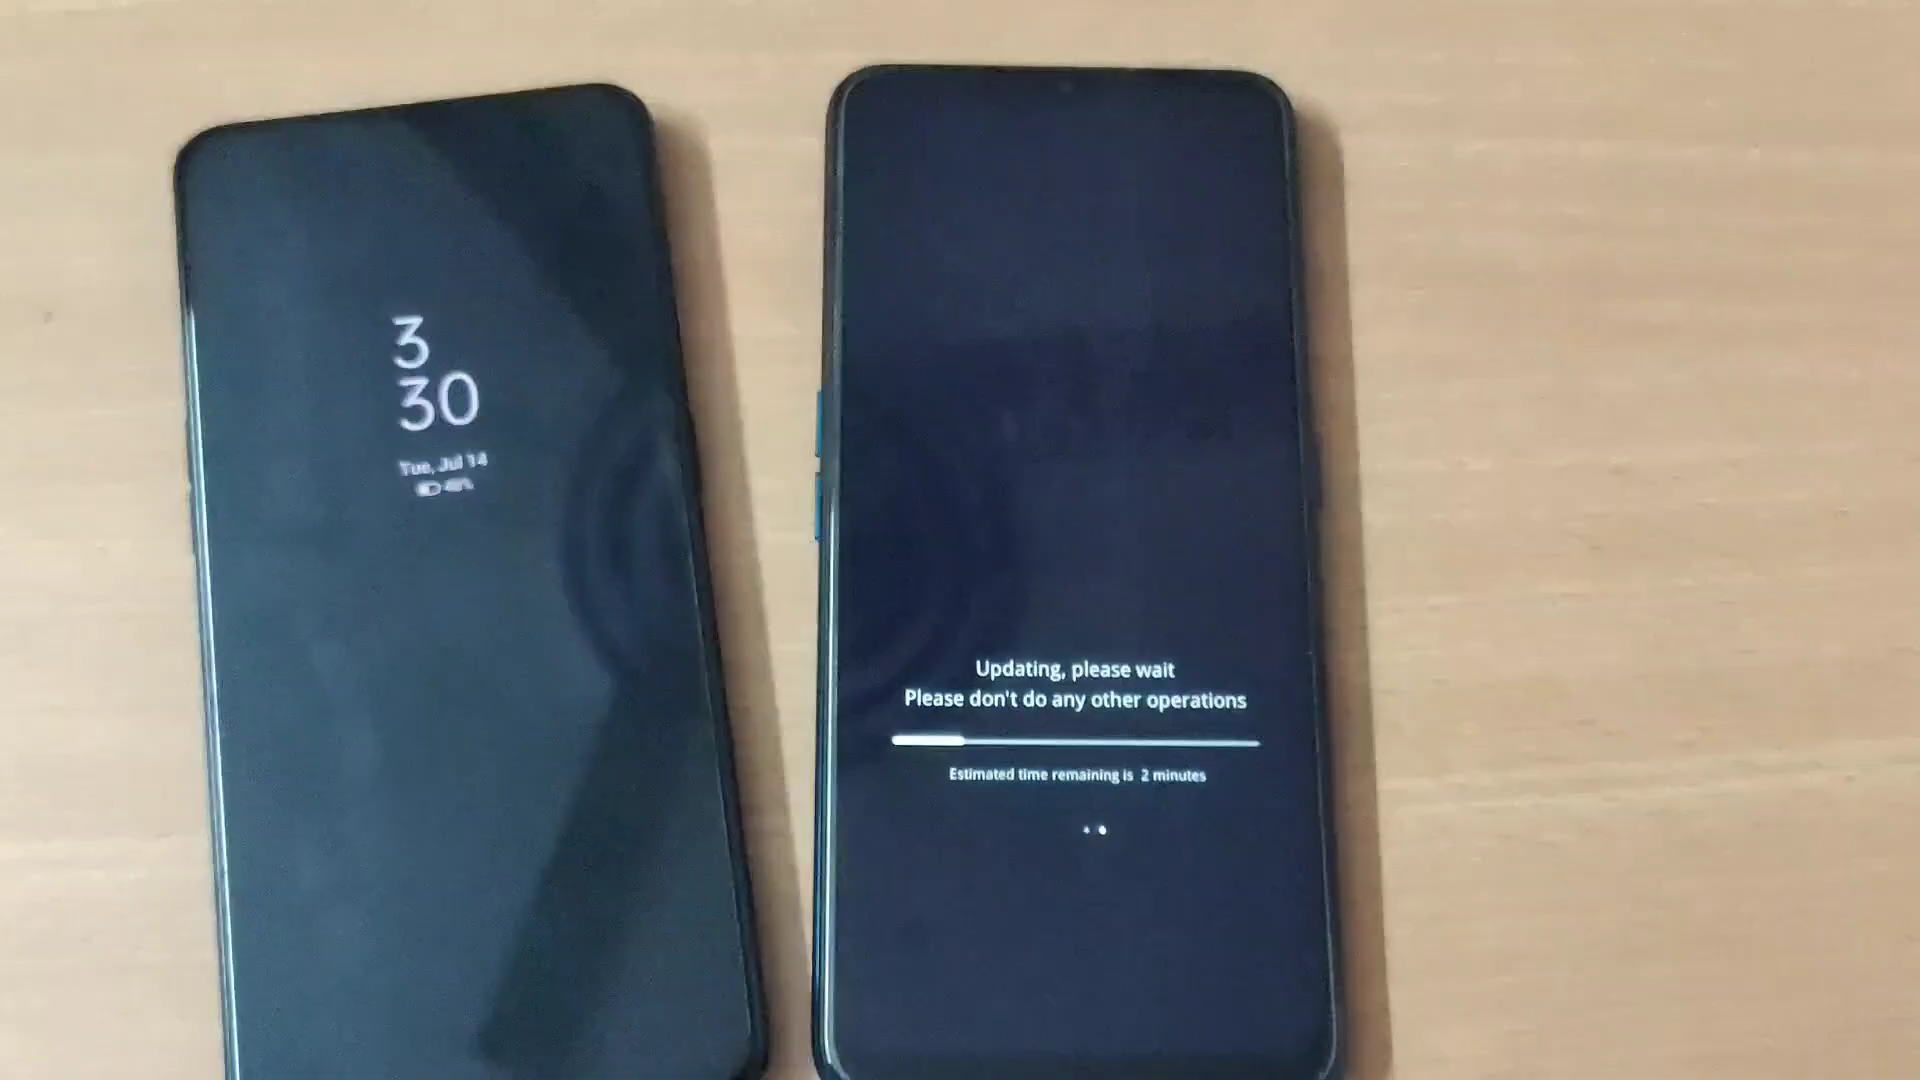 3
30
Tue, Jul 14
Updating, please wait
Please don't do any other operations
Estimated time remaining is 2 minutes